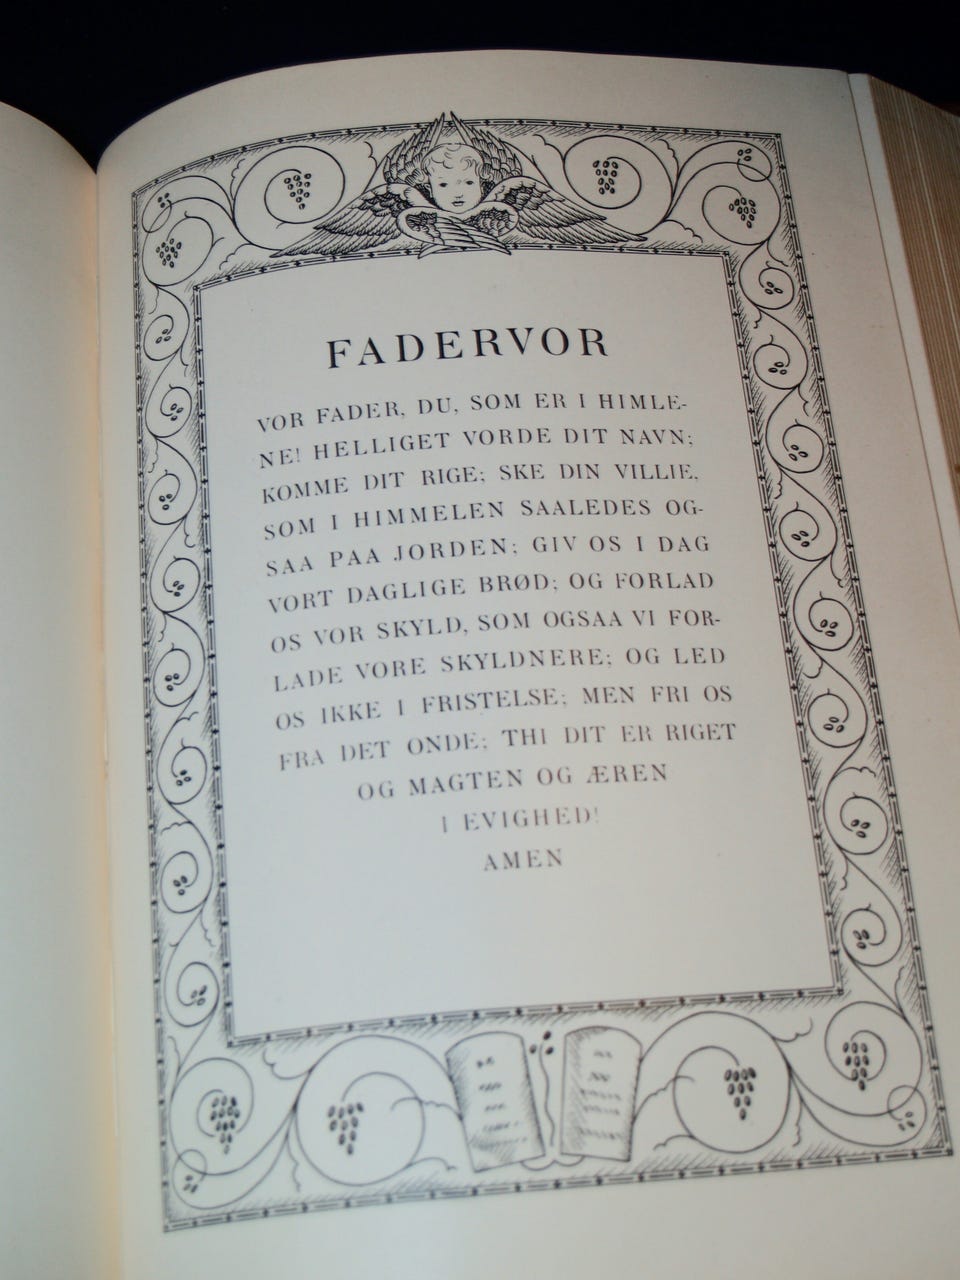 FADERVOR
VOR FADER, DU, SOM ER I HIMLE-
NE! HELLIGET VORDE DIT NAVN;
KOMME DIT RIGE; SKE DIN VILLIE,
SOM I HIMMELEN SAALEDES OG-
SAA PAA JORDEN; GIV OS I DAG
VORT DAGLIGE BRØD; OG FORLAD
OS VOR SKYLD, SOM OGSAA VI FOR-
LADE VORE SKYLDNERE; OG LED
OS IKKE I FRISTELSE; MEN FRI OS
FRA DET ONDE; THI DIT ER RIGET
OG MAGTEN OG ÆREN
I EVIGHED!
AMEN